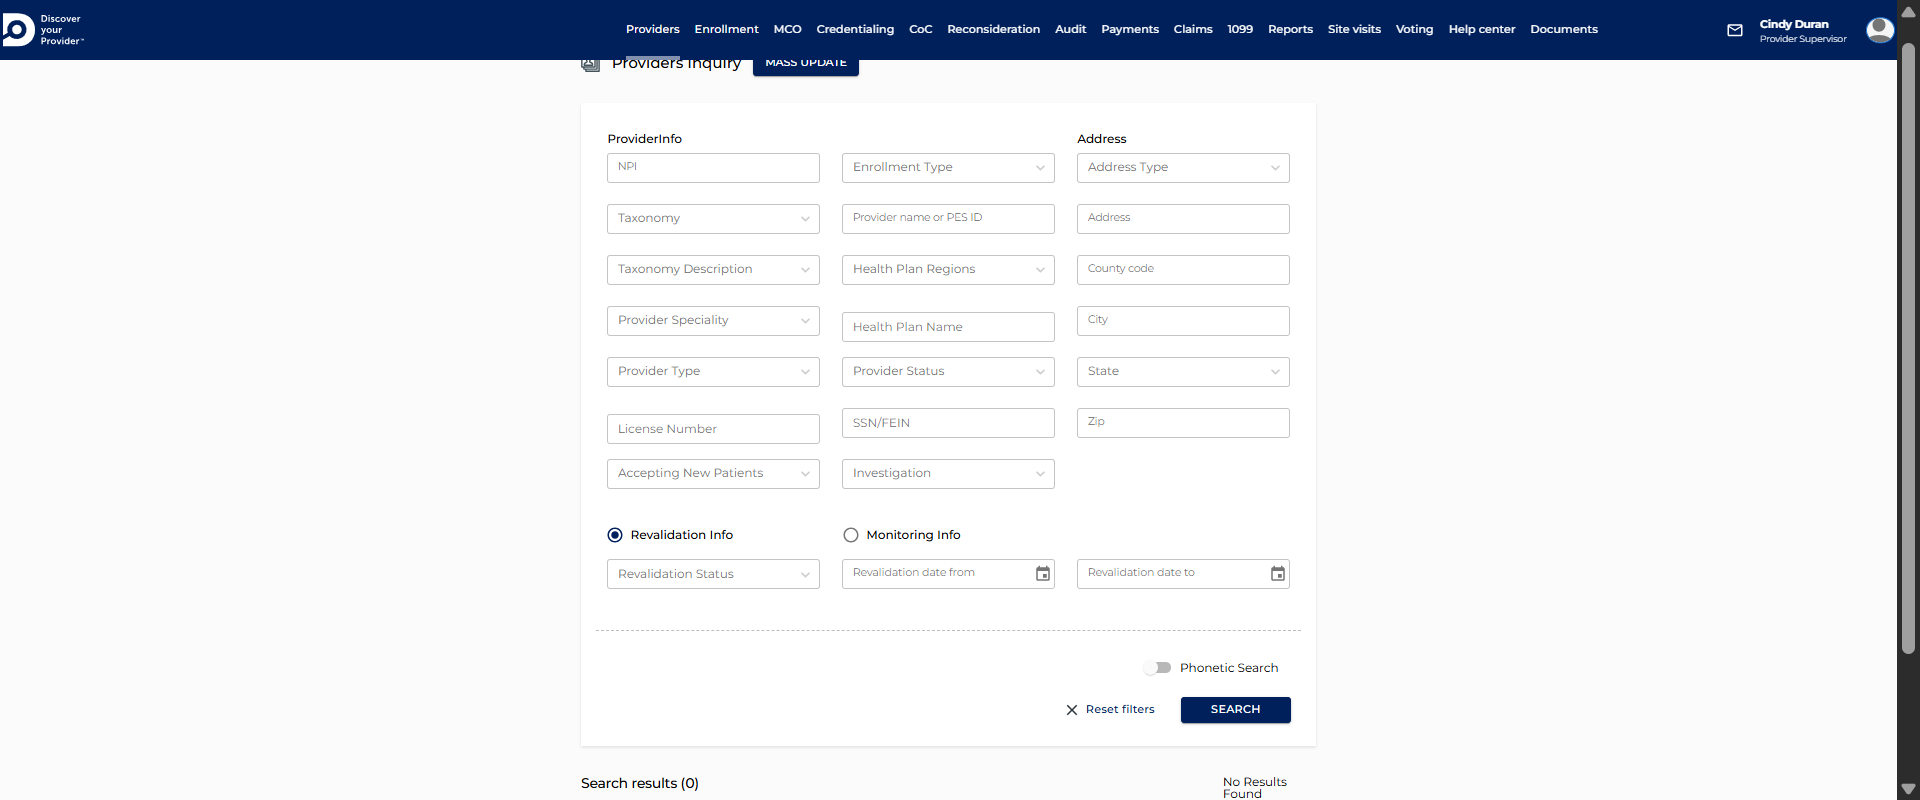 Discover
your
Provider™
Providers Enrollment MCO Credentialing CoC Reconsideration Audit Payments Claims 1099 Reports Site visits Voting Help center Documents
Cindy Duran
Provider Supervisor
Providers Inquiry
MASS UPDATE
ProviderInfo
Address
NPI
Enrollment Type
Address Type
Taxonomy
Provider name or PES ID
Address
Taxonomy Description
Health Plan Regions
County code
Provider Speciality
Health Plan Name
City
Provider Type
Provider Status
State
License Number
SSN/FEIN
Zip
Accepting New Patients
Investigation
Revalidation Info
Monitoring Info
Revalidation Status
Revalidation date from
Revalidation date to
Phonetic Search
Reset filters
SEARCH
Search results (0)
No Results
Found